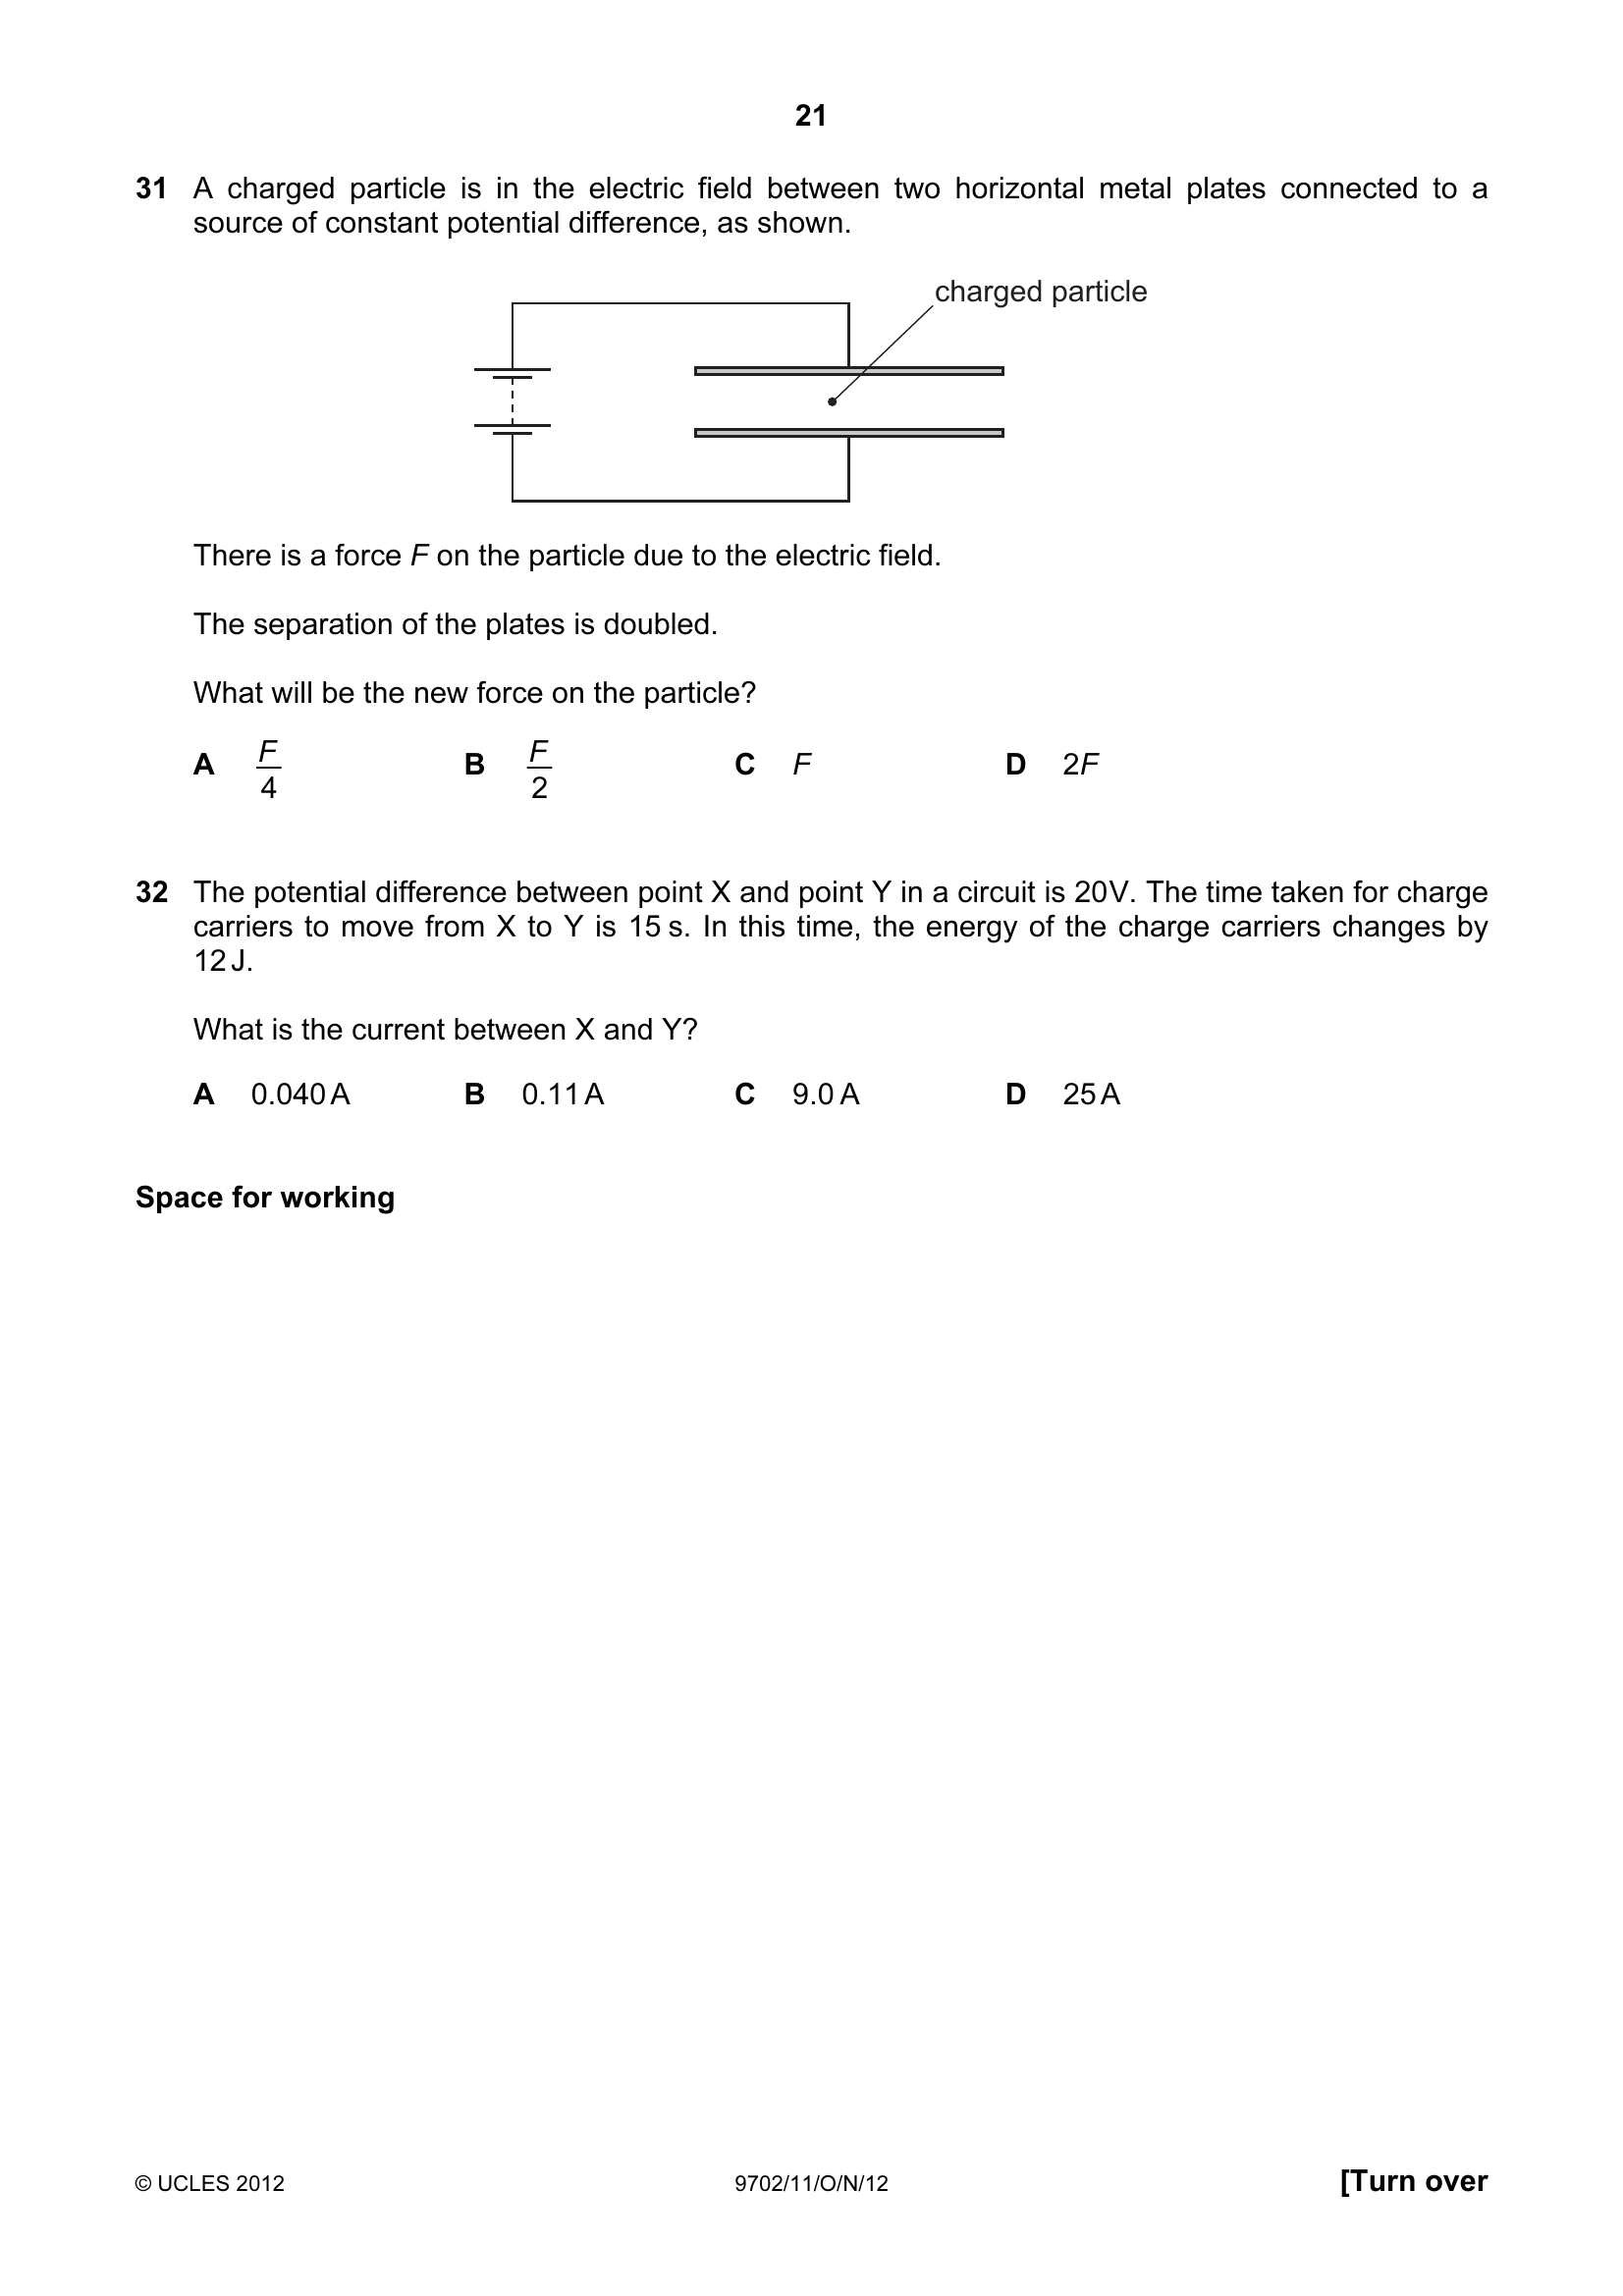 21
31 A charged particle is in the electric field between two horizontal metal plates connected to a
source of constant potential difference, as shown.
charged particle
There is a force F on the particle due to the electric field.
The separation of the plates is doubled.
What will be the new force on the particle?
A F/4 B F/2 C F D 2F
32 The potential difference between point X and point Y in a circuit is 20V. The time taken for charge
carriers to move from X to Y is 15 s. In this time, the energy of the charge carriers changes by
12 J.
What is the current between X and Y?
A 0.040 A B 0.11 A C 9.0 A D 25 A
Space for working
© UCLES 2012 9702/11/O/N/12 [Turn over